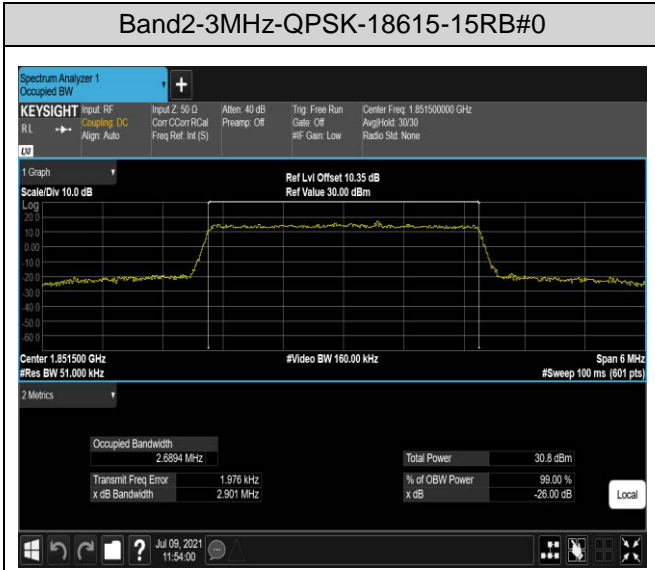 Band2-3MHz-QPSK-18615-15RB#0
Spectrum Analyzer 1
Occupied BW
+
KEYSIGHT Input: RF Input Z: 50 Ω Atten: 40 dB Trig: Free Run Center Freq: 1.851500000 GHz
RL Coupling: DC Corr CCorr RCal Preamp: Off Gate: Off Avg|Hold: 30/30
Align: Auto Freq Ref: Int (S) #IF Gain: Low Radio Std: None
LXI
1 Graph
Ref Lvl Offset 10.35 dB
Scale/Div 10.0 dB Ref Value 30.00 dBm
Log
20.0
10.0
0.00
-10.0
-20.0
-30.0
-40.0
-50.0
-60.0
Center 1.851500 GHz #Video BW 160.00 kHz Span 6 MHz
#Res BW 51.000 kHz #Sweep 100 ms (601 pts)
2 Metrics
Occupied Bandwidth
2.6894 MHz Total Power 30.8 dBm
Transmit Freq Error 1.976 kHz % of OBW Power 99.00 %
x dB Bandwidth 2.901 MHz x dB -26.00 dB
Local
? Jul 09, 2021
11:54:00